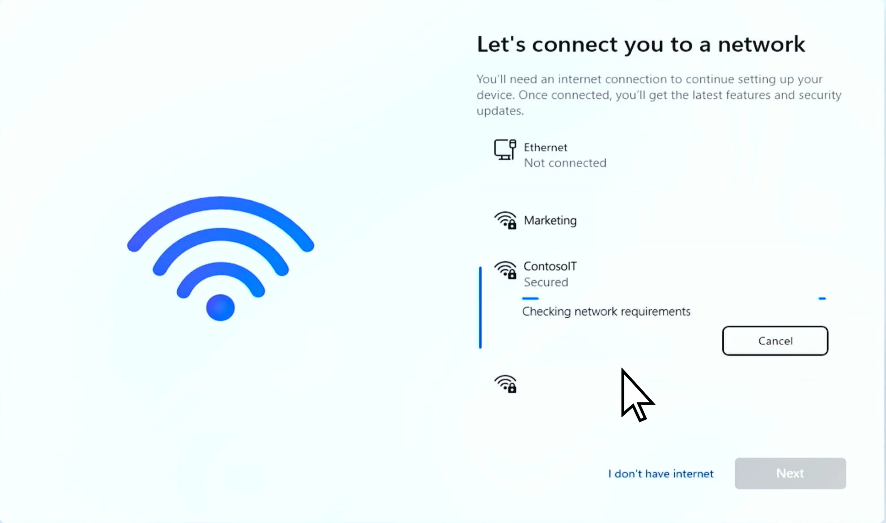 Let's connect you to a network
You'll need an internet connection to continue setting up your
device. Once connected, you'll get the latest features and security
updates.
Ethernet
Not connected
Marketing
ContosoIT
Secured
Checking network requirements
Cancel
I don't have internet
Next